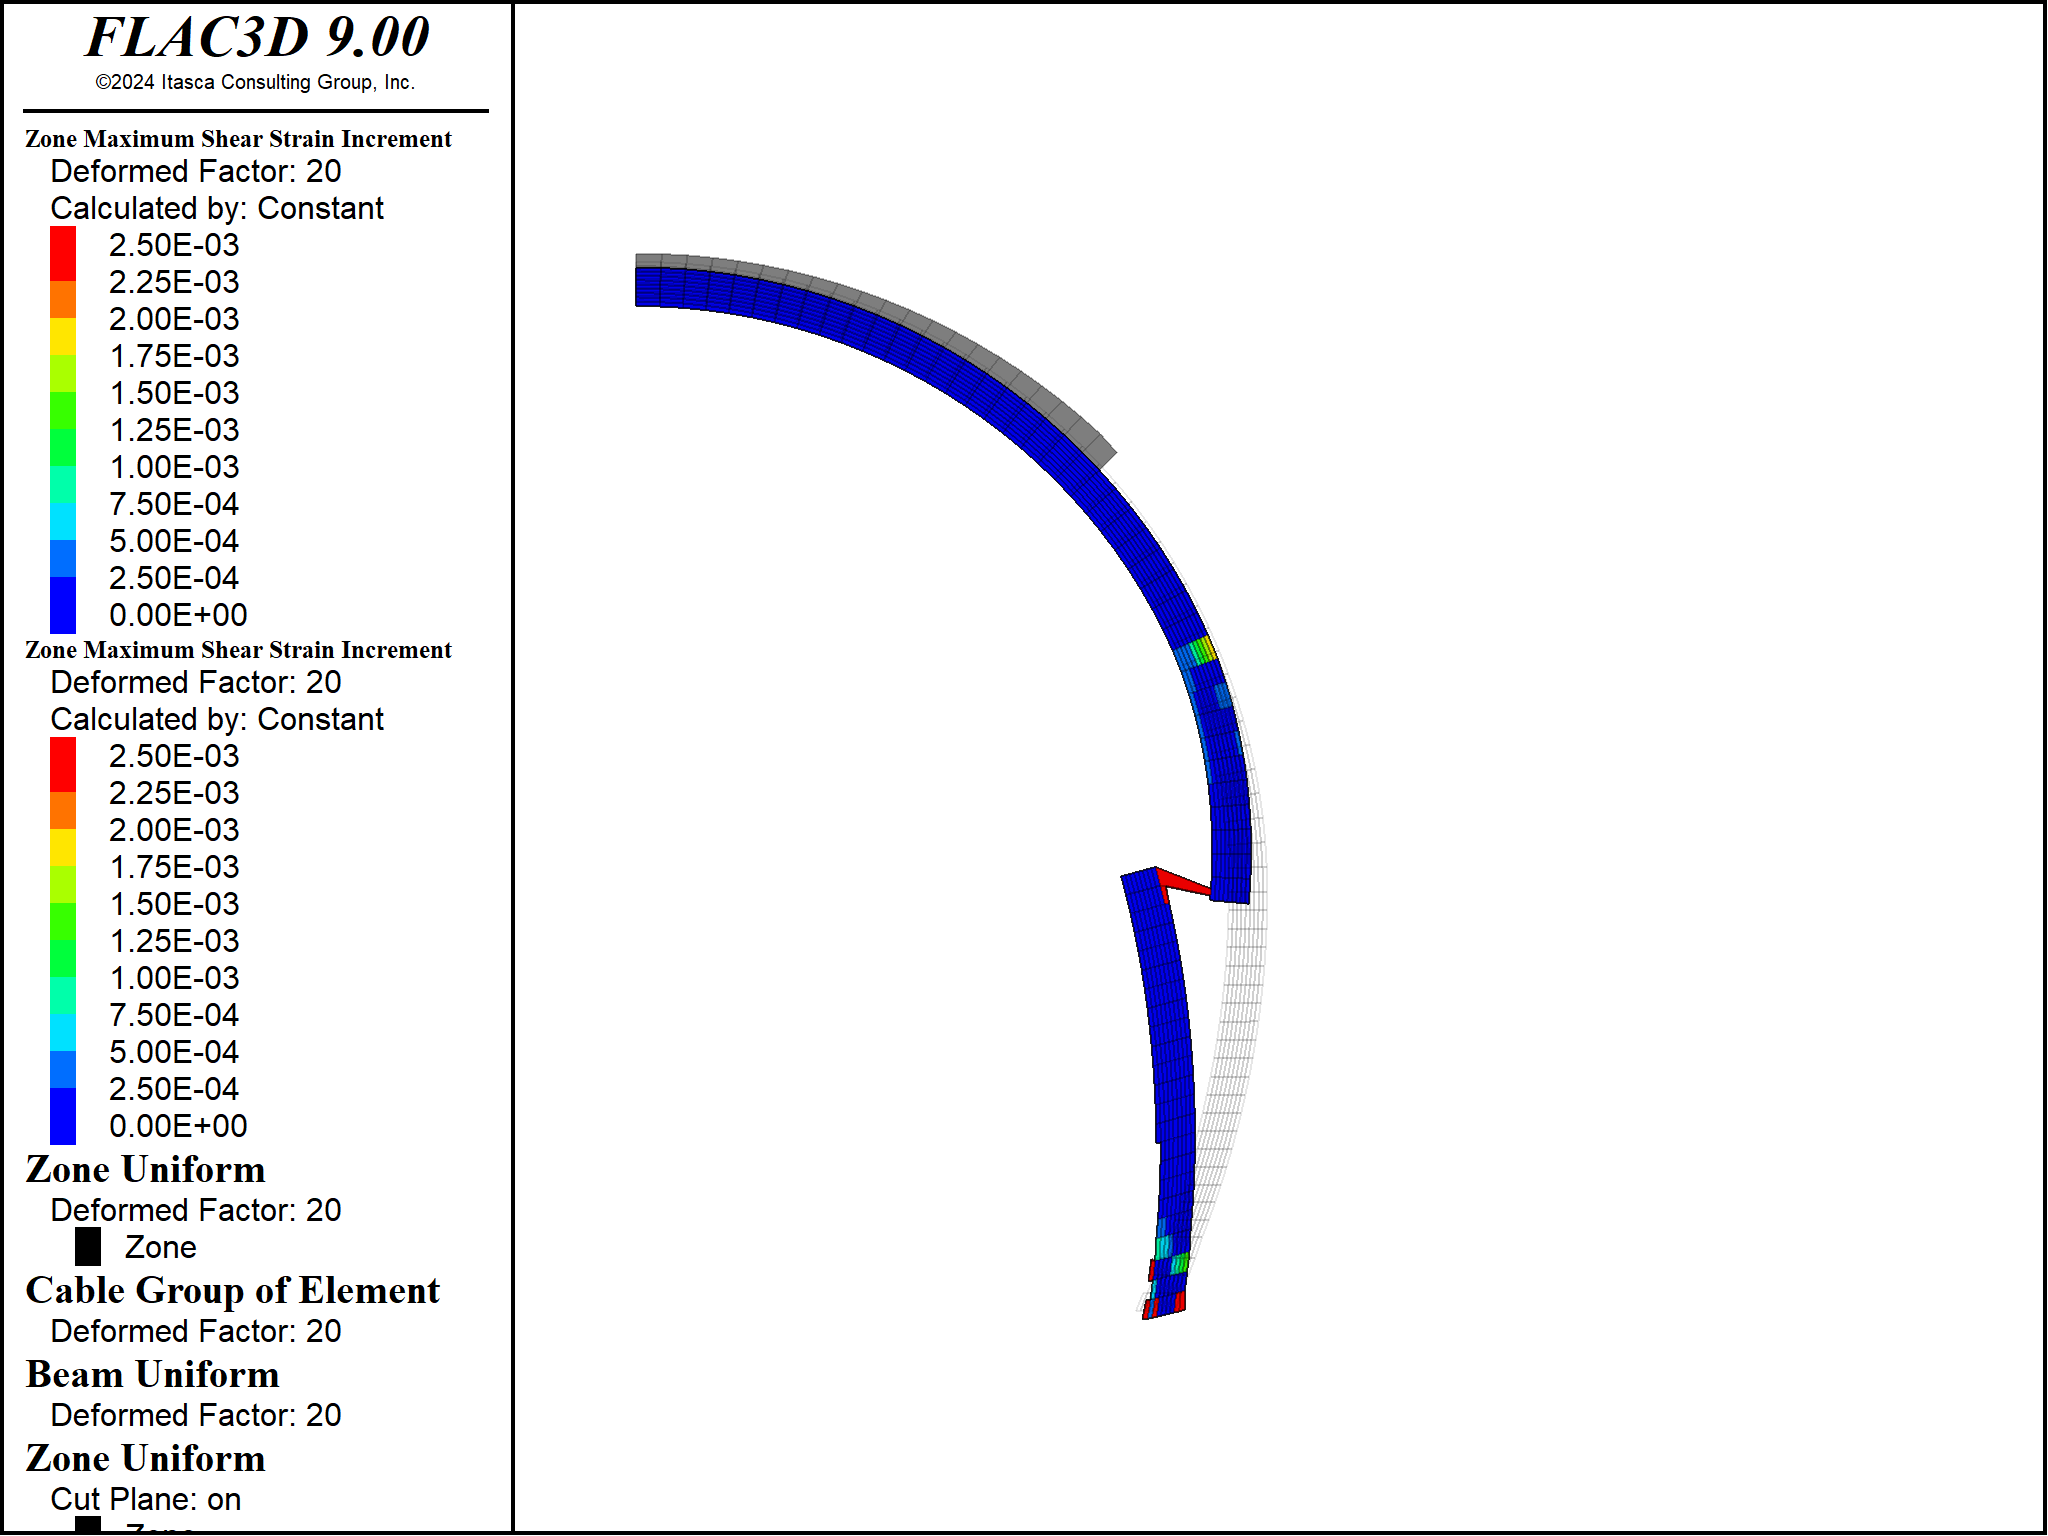 FLAC3D 9.00
©2024 Itasca Consulting Group, Inc.
Zone Maximum Shear Strain Increment
Deformed Factor: 20
Calculated by: Constant
2.50E-03
2.25E-03
2.00E-03
1.75E-03
1.50E-03
1.25E-03
1.00E-03
7.50E-04
5.00E-04
2.50E-04
0.00E+00
Zone Maximum Shear Strain Increment
Deformed Factor: 20
Calculated by: Constant
2.50E-03
2.25E-03
2.00E-03
1.75E-03
1.50E-03
1.25E-03
1.00E-03
7.50E-04
5.00E-04
2.50E-04
0.00E+00
Zone Uniform
Deformed Factor: 20
Zone
Cable Group of Element
Deformed Factor: 20
Beam Uniform
Deformed Factor: 20
Zone Uniform
Cut Plane: on